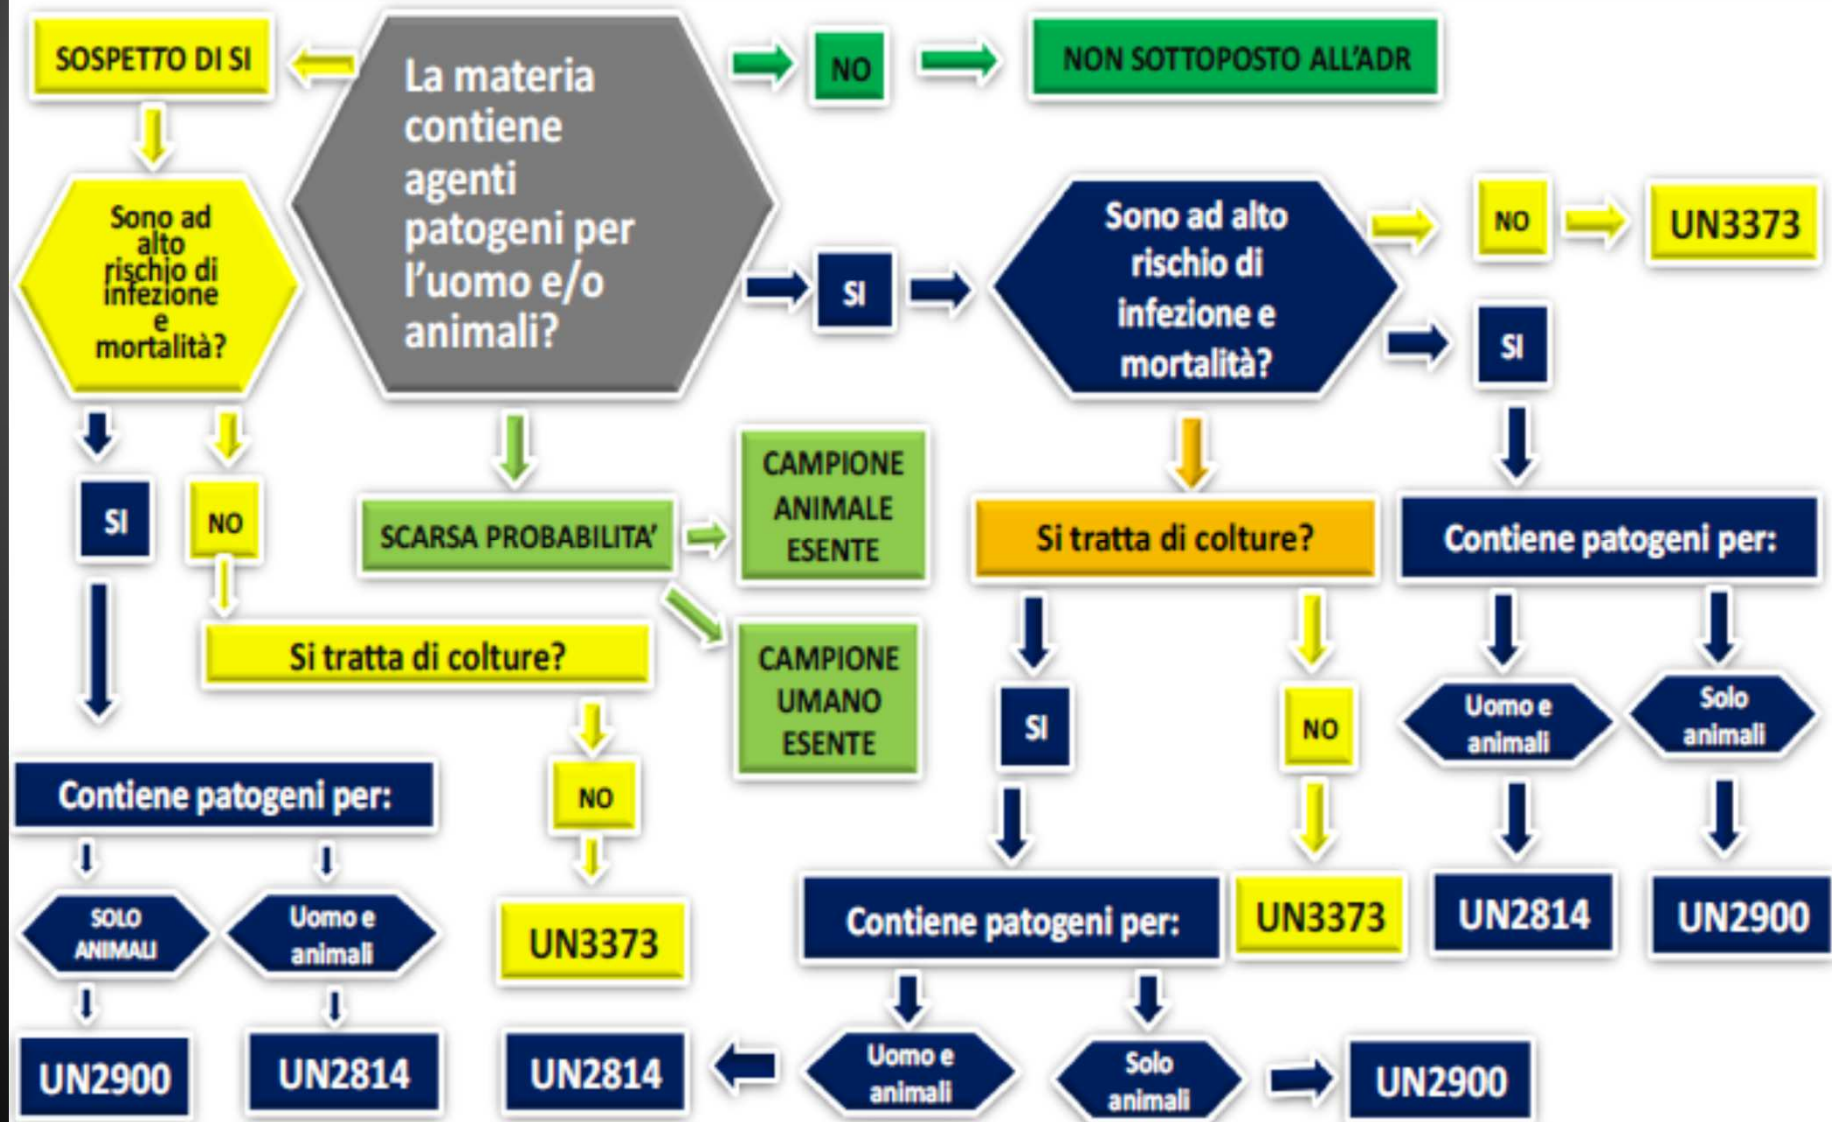 SOSPETTO DI SI
La materia
contiene
agenti
patogeni per
l'uomo e/o
animali?
NO
NON SOTTOPOSTO ALL'ADR
Sono ad
alto
rischio di
infezione
e
mortalità?
SI
Sono ad alto
rischio di
infezione e
mortalità?
NO
UN3373
SI
SI
NO
SCARSA PROBABILITA'
CAMPIONE
ANIMALE
ESENTE
Si tratta di colture?
Contiene patogeni per:
Si tratta di colture?
CAMPIONE
UMANO
ESENTE
SI
NO
Uomo e
animali
Solo
animali
Contiene patogeni per:
NO
SOLO
ANIMALI
Uomo e
animali
UN3373
Contiene patogeni per:
UN3373
UN2814
UN2900
UN2900
UN2814
UN2814
Uomo e
animali
Solo
animali
UN2900